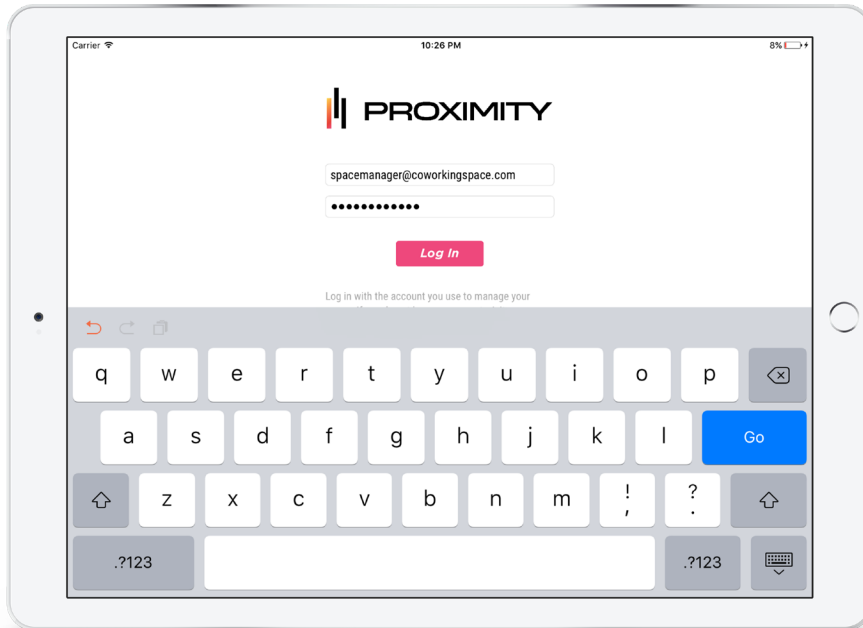 Carrier 10:26 PM 8%
PROXIMITY
spacemanager@coworkingspace.com
••••••••••••
Log In
Log in with the account you use to manage your
q w e r t y u i o p
a s d f g h j k l Go
z x c v b n m ! , ? .
.?123 .?123